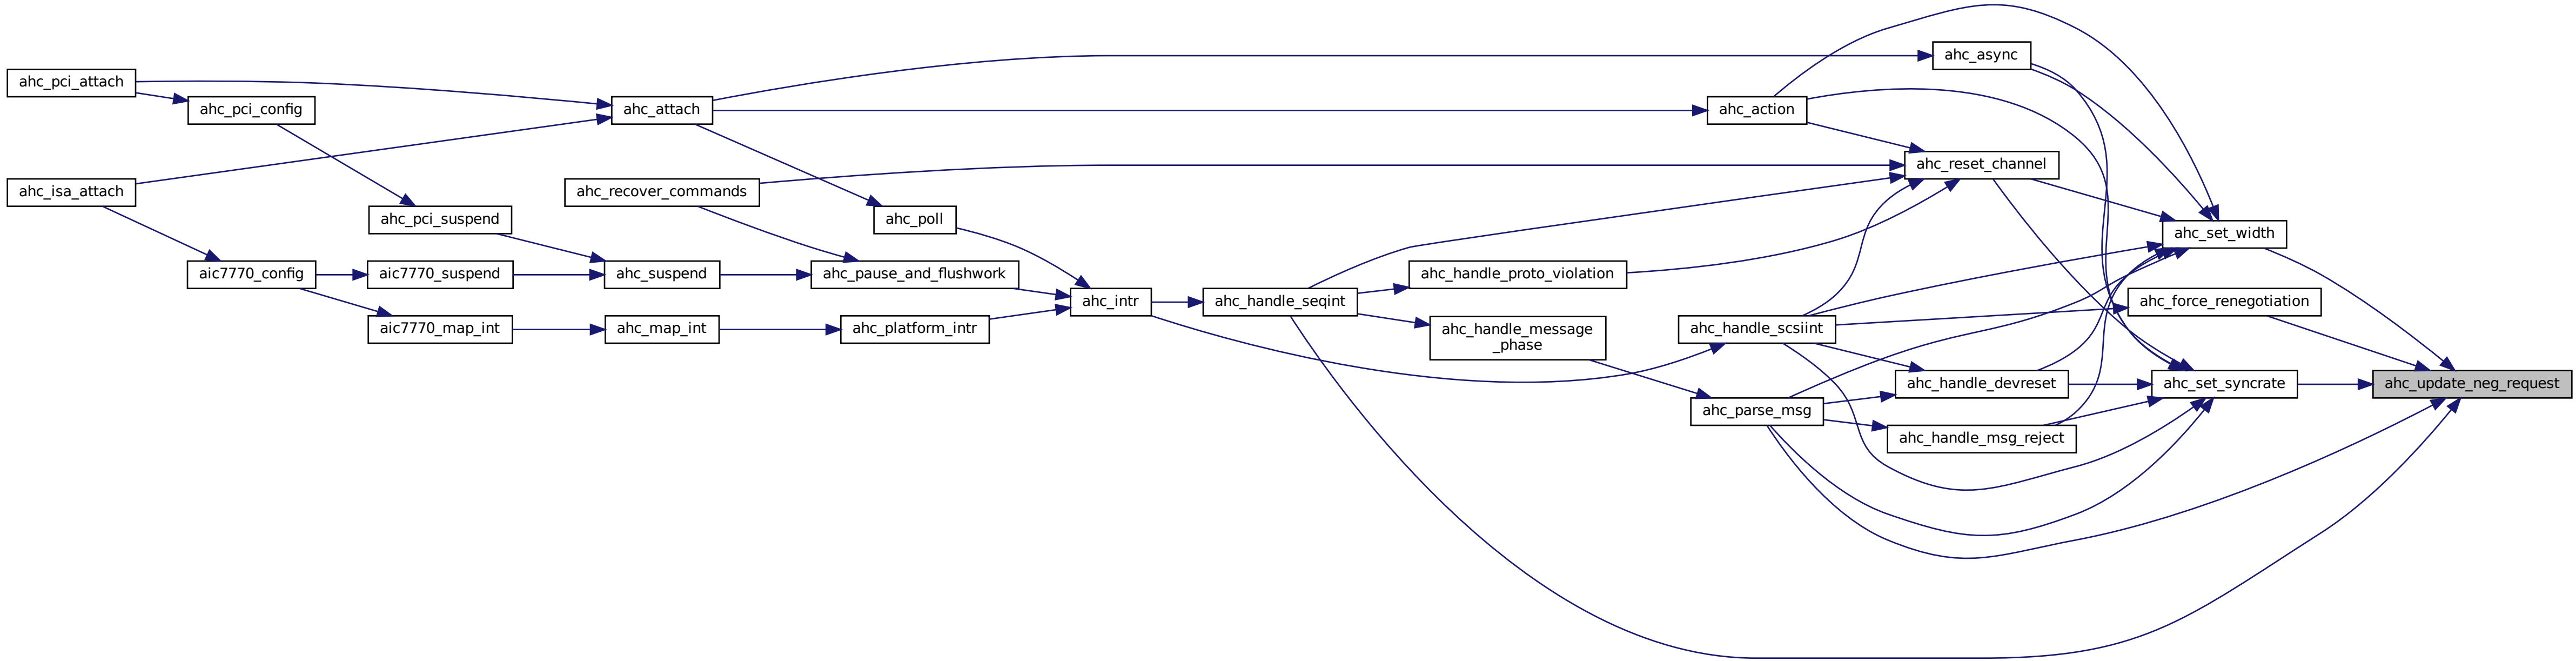 ahc_async
ahc_pci_attach
ahc_pci_config
ahc_attach
ahc_action
ahc_reset_channel
ahc_isa_attach
ahc_recover_commands
ahc_pci_suspend
ahc_poll
ahc_set_width
aic7770_config
aic7770_suspend
ahc_suspend
ahc_pause_and_flushwork
ahc_handle_proto_violation
ahc_intr
ahc_handle_seqint
ahc_force_renegotiation
aic7770_map_int
ahc_map_int
ahc_platform_intr
ahc_handle_message
_phase
ahc_handle_scsiint
ahc_handle_devreset
ahc_set_syncrate
ahc_update_neg_request
ahc_parse_msg
ahc_handle_msg_reject